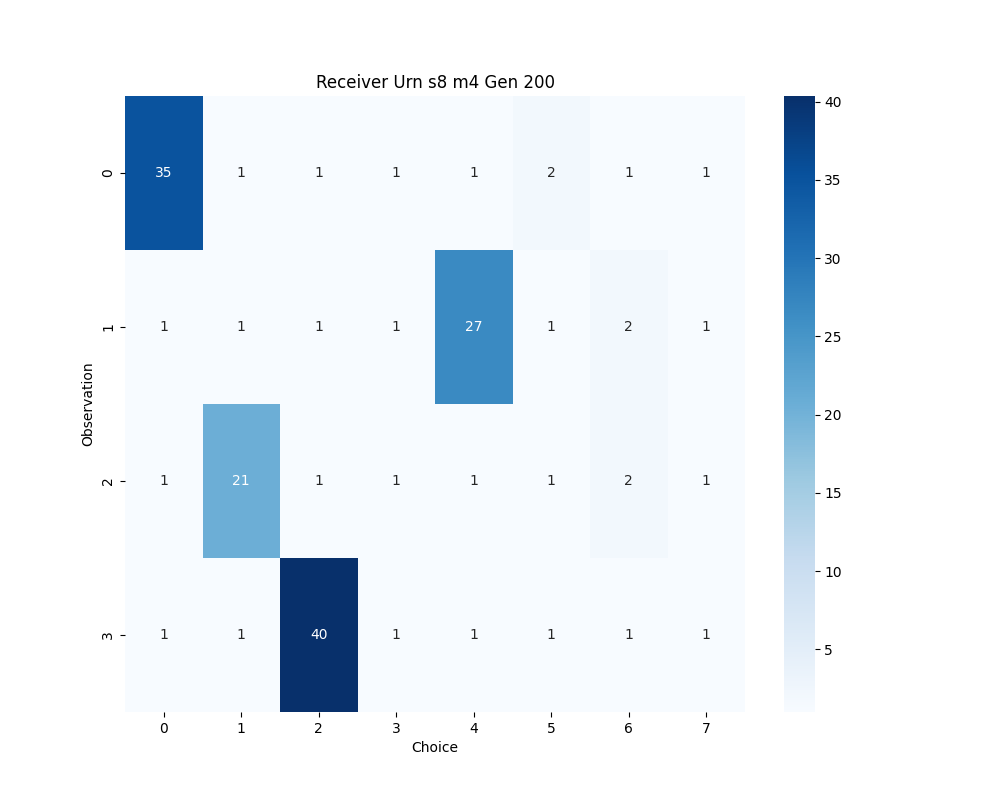 Receiver Urn s8 m4 Gen 200
0 35 1 1 1 1 2 1 1
1 1 1 1 1 27 1 2 1
2 1 21 1 1 1 1 2 1
3 1 1 40 1 1 1 1 1
0 1 2 3 4 5 6 7
Choice
Observation
40
35
30
25
20
15
10
5